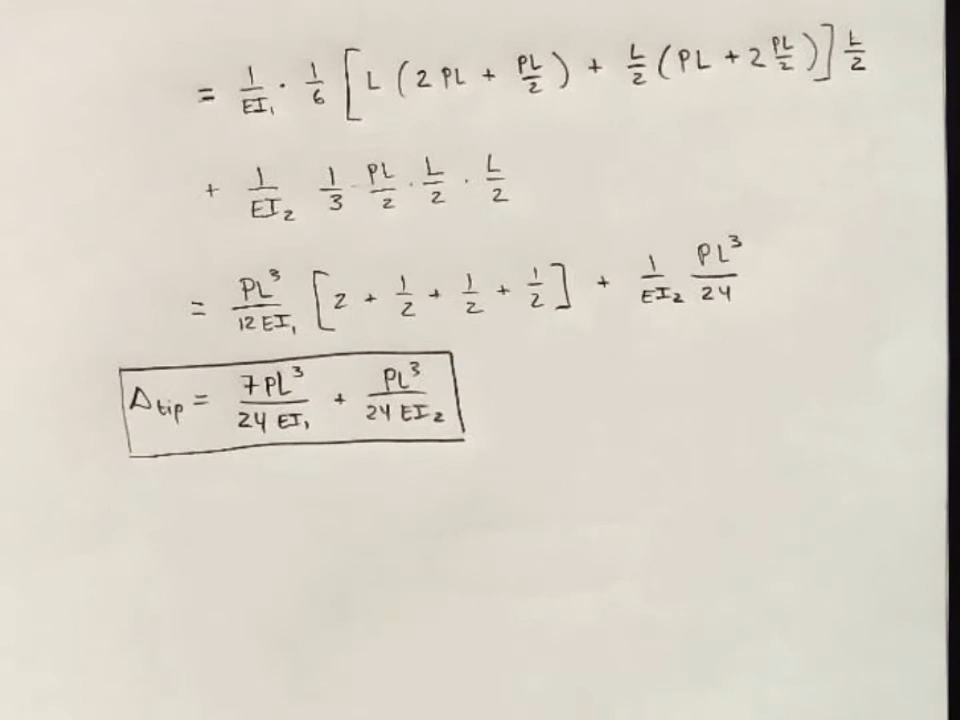 = 1/EI₁ · 1/6 [ L ( 2 PL + PL/2 ) + L/2 ( PL + 2 PL/2 ) ] L/2
+ 1/EI₂ 1/3 · PL/2 · L/2 · L/2
= PL³/12 EI₁ [ 2 + 1/2 + 1/2 + 1/2 ] + 1/EI₂ PL³/24
Δtip = 7PL³/24 EI₁ + PL³/24 EI₂